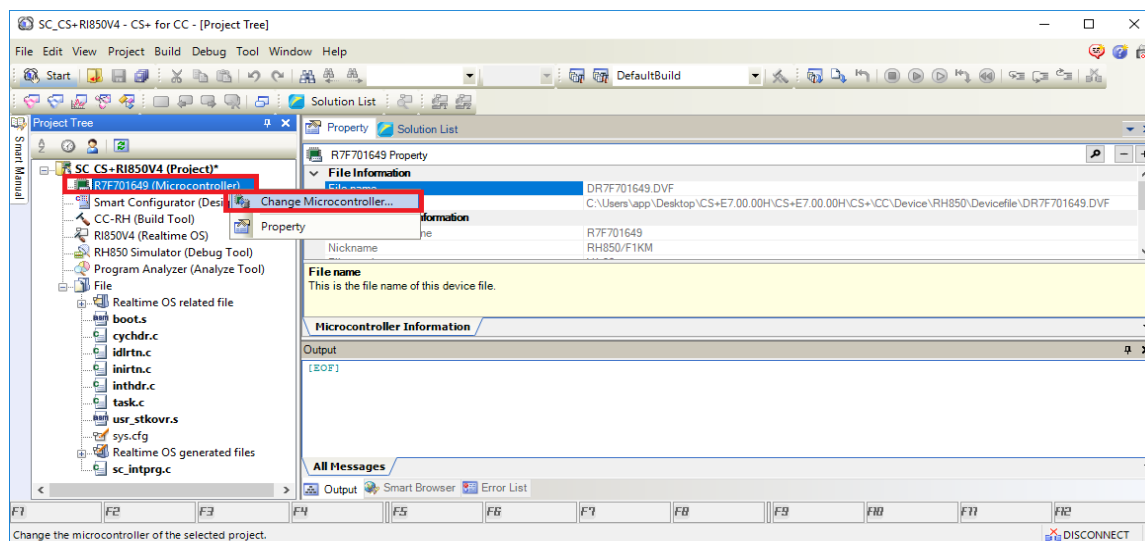 SC_CS+RI850V4 - CS+ for CC - [Project Tree]
File Edit View Project Build Debug Tool Window Help
Start DefaultBuild
Solution List
Smart Manual
Project Tree
SC CS+RI850V4 (Project)*
R7F701649 (Microcontroller)
Smart Configurator (Desi
CC-RH (Build Tool)
RI850V4 (Realtime OS)
RH850 Simulator (Debug Tool)
Program Analyzer (Analyze Tool)
File
Realtime OS related file
boot.s
cychdr.c
idlrtn.c
inirtn.c
inthdr.c
task.c
usr_stkovr.s
sys.cfg
Realtime OS generated files
sc_intprg.c
Change Microcontroller...
Property
Property Solution List
R7F701649 Property
File Information
File name DR7F701649.DVF
C:\Users\app\Desktop\CS+E7.00.00H\CS+E7.00.00H\CS+\CC\Device\RH850\Devicefile\DR7F701649.DVF
formation
me R7F701649
Nickname RH850/F1KM
File name
This is the file name of this device file.
Microcontroller Information
Output
[EOF]
All Messages
Output Smart Browser Error List
F1 F2 F3 F4 F5 F6 F7 F8 F9 F10 F11 F12
Change the microcontroller of the selected project. DISCONNECT